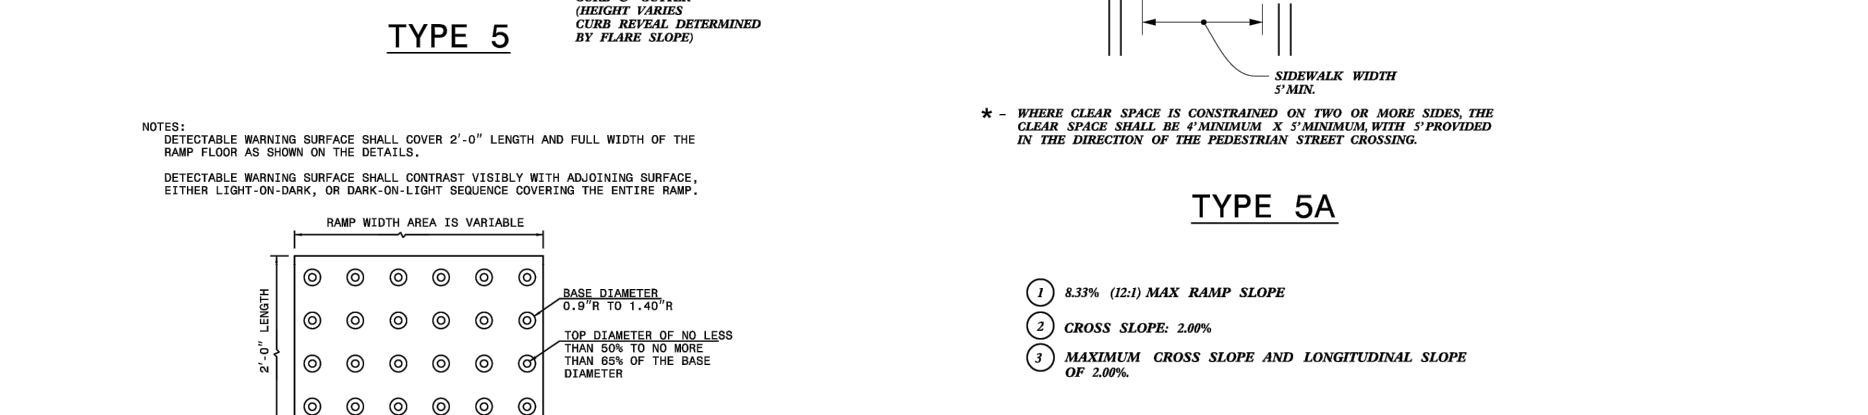 (HEIGHT VARIES
CURB REVEAL DETERMINED
BY FLARE SLOPE)
TYPE 5
NOTES:
DETECTABLE WARNING SURFACE SHALL COVER 2'-0" LENGTH AND FULL WIDTH OF THE
RAMP FLOOR AS SHOWN ON THE DETAILS.
DETECTABLE WARNING SURFACE SHALL CONTRAST VISIBLY WITH ADJOINING SURFACE,
EITHER LIGHT-ON-DARK, OR DARK-ON-LIGHT SEQUENCE COVERING THE ENTIRE RAMP.
RAMP WIDTH AREA IS VARIABLE
2'-0" LENGTH
BASE DIAMETER
0.9"R TO 1.40"R
TOP DIAMETER OF NO LESS
THAN 50% TO NO MORE
THAN 65% OF THE BASE
DIAMETER
SIDEWALK WIDTH
5' MIN.
* - WHERE CLEAR SPACE IS CONSTRAINED ON TWO OR MORE SIDES, THE
CLEAR SPACE SHALL BE 4' MINIMUM X 5' MINIMUM, WITH 5' PROVIDED
IN THE DIRECTION OF THE PEDESTRIAN STREET CROSSING.
TYPE 5A
1 8.33% (12:1) MAX RAMP SLOPE
2 CROSS SLOPE: 2.00%
3 MAXIMUM CROSS SLOPE AND LONGITUDINAL SLOPE
OF 2.00%.